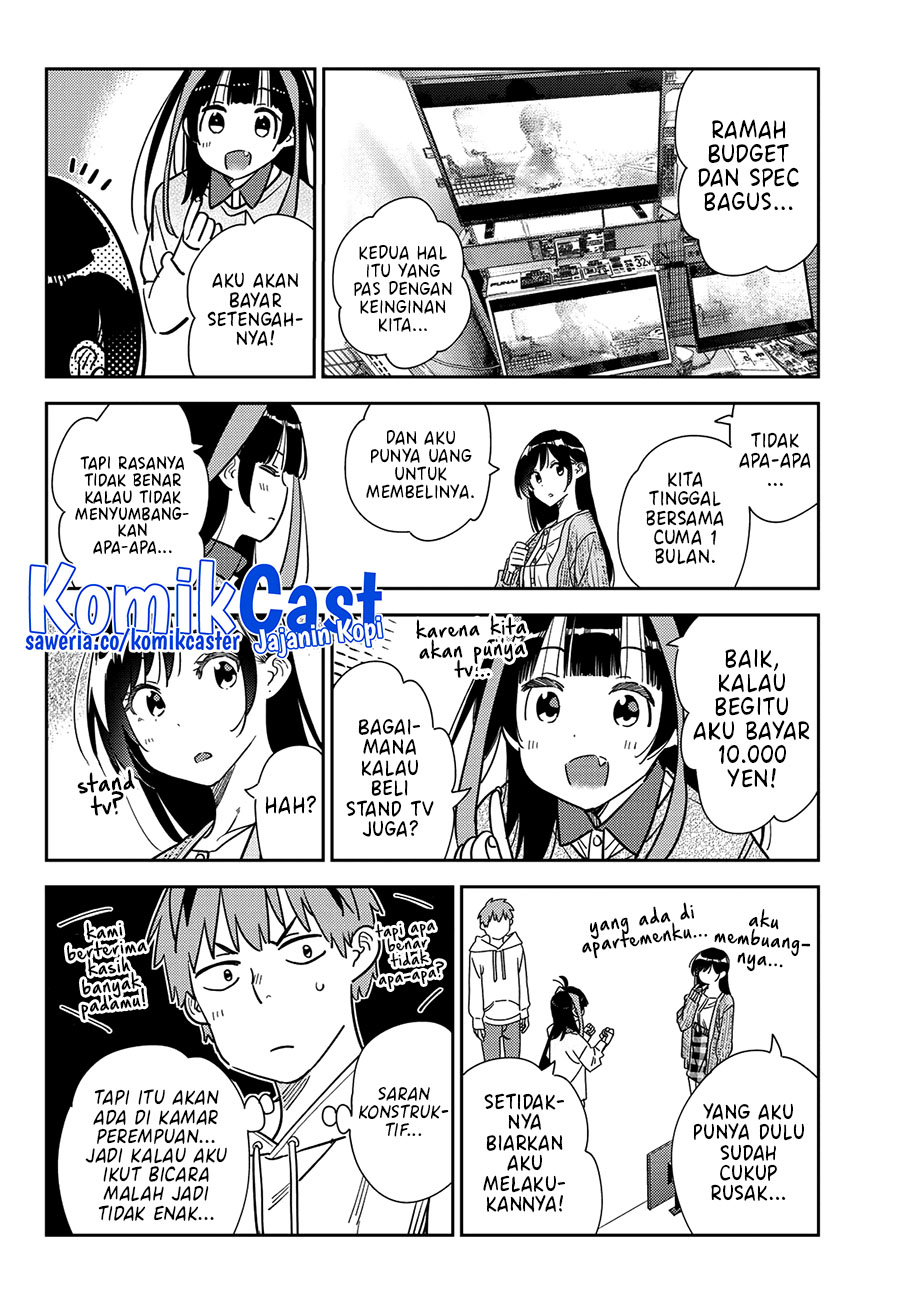 RAMAH
BUDGET
DAN SPEC
BAGUS...
KEDUA HAL
ITU YANG
PAS DENGAN
KEINGINAN
KITA...
FUNAI
32V
AKU AKAN
BAYAR
SETENGAH-
NYA!
TIDAK
APA-APA
...
KITA
TINGGAL
BERSAMA
CUMA 1
BULAN.
DAN AKU
PUNYA UANG
UNTUK
MEMBELINYA.
TAPI RASANYA
TIDAK BENAR
KALAU TIDAK
MENYUMBANG-
KAN
APA-APA...
KomikCast
saweria.co/komikcaster Jajanin Kopi
BAIK,
KALAU
BEGITU
AKU BAYAR
10.000
YEN!
karena kita
akan punya
tv...
BAGAI-
MANA
KALAU
BELI
STAND TV
JUGA?
HAH?
stand
tv?
aku
membuang-
nya...
yang ada di
apartemenku...
YANG AKU
PUNYA DULU
SUDAH
CUKUP
RUSAK...
SETIDAK-
NYA
BIARKAN
AKU
MELAKU-
KANNYA!
tapi apa
benar
tidak
apa-apa?
kami
berterima
kasih
banyak
padamu!
SARAN
KONSTRUK-
TIF...
TAPI ITU AKAN
ADA DI KAMAR
PEREMPUAN...
JADI KALAU AKU
IKUT BICARA
MALAH JADI
TIDAK ENAK...